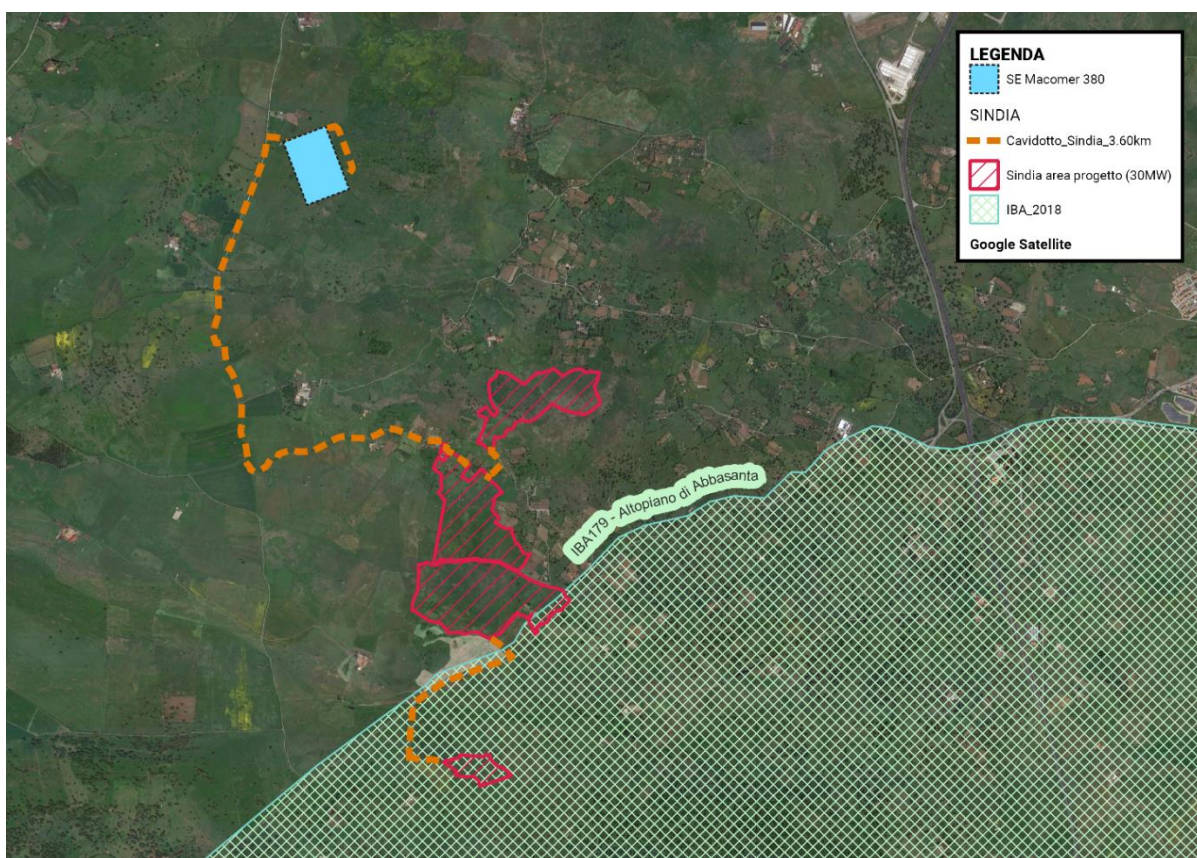 LEGENDA
SE Macomer 380
SINDIA
Cavidotto_Sindia_3.60km
Sindia area progetto (30MW)
IBA_2018
Google Satellite
IBA179 - Altopiano di Abbasanta